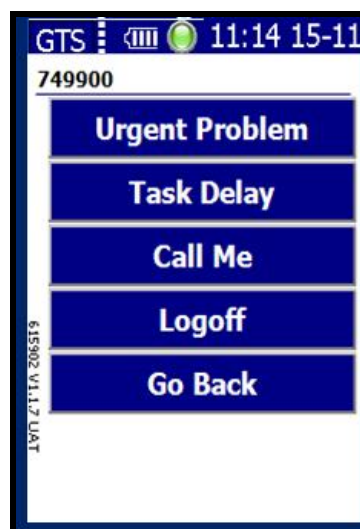 GTS 11:14 15-11
749900
Urgent Problem
Task Delay
Call Me
Logoff
Go Back
615902 V1.1.7 UAT